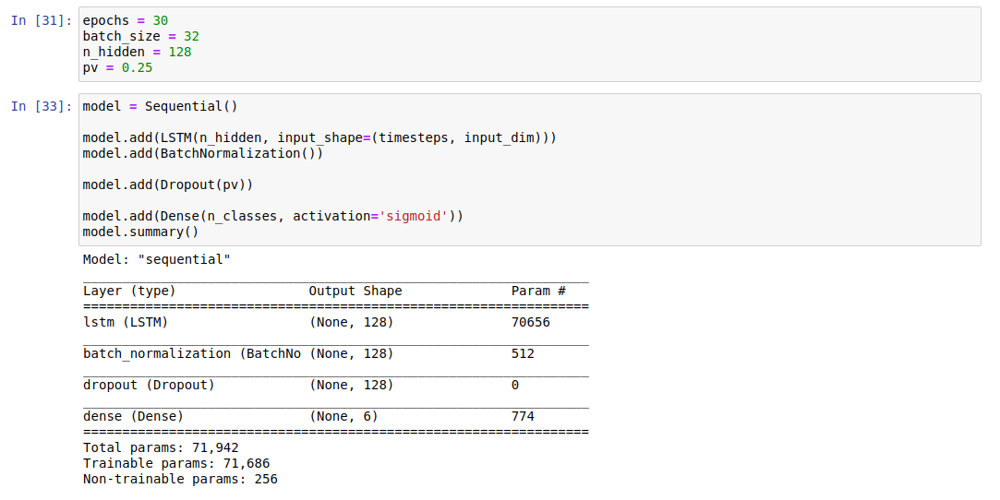 In [31]: epochs = 30
batch_size = 32
n_hidden = 128
pv = 0.25
In [33]: model = Sequential()
model.add(LSTM(n_hidden, input_shape=(timesteps, input_dim)))
model.add(BatchNormalization())
model.add(Dropout(pv))
model.add(Dense(n_classes, activation='sigmoid'))
model.summary()
Model: "sequential"
_________________________________________________________________
Layer (type)                 Output Shape              Param #
=================================================================
lstm (LSTM)                  (None, 128)               70656
_________________________________________________________________
batch_normalization (BatchNo (None, 128)               512
_________________________________________________________________
dropout (Dropout)            (None, 128)               0
_________________________________________________________________
dense (Dense)                (None, 6)                 774
=================================================================
Total params: 71,942
Trainable params: 71,686
Non-trainable params: 256